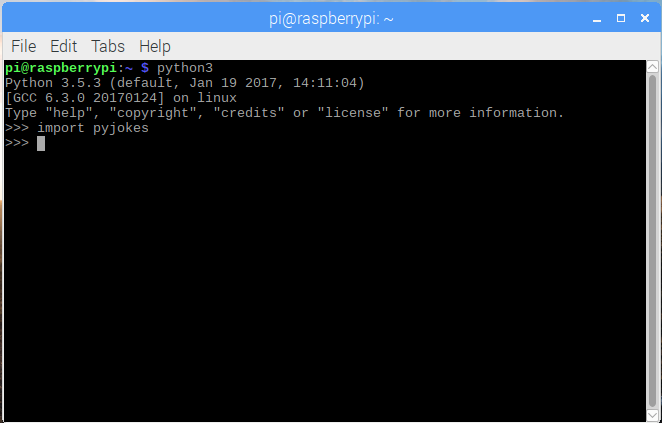 pi@raspberrypi: ~
File Edit Tabs Help
pi@raspberrypi:~ $ python3
Python 3.5.3 (default, Jan 19 2017, 14:11:04)
[GCC 6.3.0 20170124] on linux
Type "help", "copyright", "credits" or "license" for more information.
>>> import pyjokes
>>>